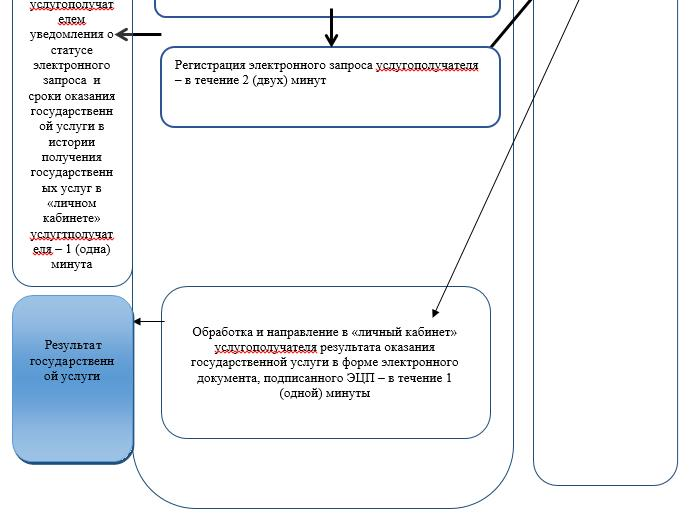 услугополучат
елем
уведомления о
статусе
электронного
запроса и
сроки оказания
государственн
ой услуги в
истории
получения
государственн
ых услуг в
«личном
кабинете»
услугтполучат
еля – 1 (одна)
минута
Регистрация электронного запроса услугополучателя
– в течение 2 (двух) минут
Результат
государственн
ой услуги
Обработка и направление в «личный кабинет»
услугополучателя результата оказания
государственной услуги в форме электронного
документа, подписанного ЭЦП – в течение 1
(одной) минуты